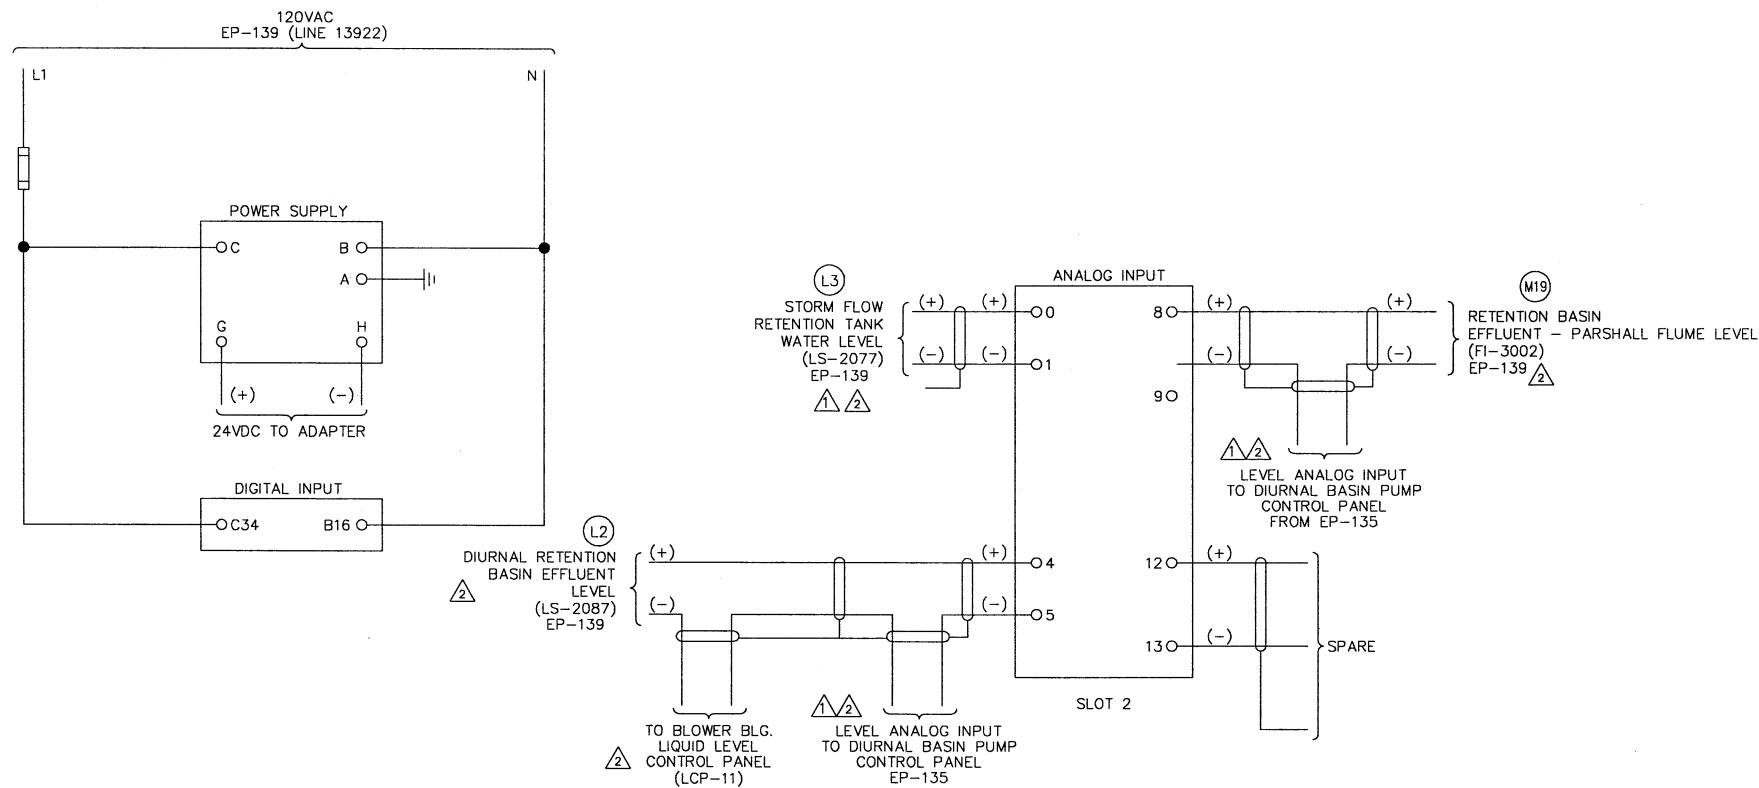 120VAC
EP-139 (LINE 13922)
L1
N
POWER SUPPLY
C
B
A
G
H
(+)
(-)
24VDC TO ADAPTER
DIGITAL INPUT
C34
B16
L3
STORM FLOW
RETENTION TANK
WATER LEVEL
(LS-2077)
EP-139
1 2
(+)
(+)
(-)
(-)
ANALOG INPUT
0
1
4
5
8
9
12
13
SLOT 2
(+)
(+)
(-)
(-)
M19
RETENTION BASIN
EFFLUENT - PARSHALL FLUME LEVEL
(FI-3002)
EP-139
2
1 2
LEVEL ANALOG INPUT
TO DIURNAL BASIN PUMP
CONTROL PANEL
FROM EP-135
L2
DIURNAL RETENTION
BASIN EFFLUENT
LEVEL
(LS-2087)
EP-139
2
(+)
(+)
(-)
(-)
(+)
(-)
SPARE
TO BLOWER BLG.
LIQUID LEVEL
CONTROL PANEL
(LCP-11)
2
1 2
LEVEL ANALOG INPUT
TO DIURNAL BASIN PUMP
CONTROL PANEL
EP-135